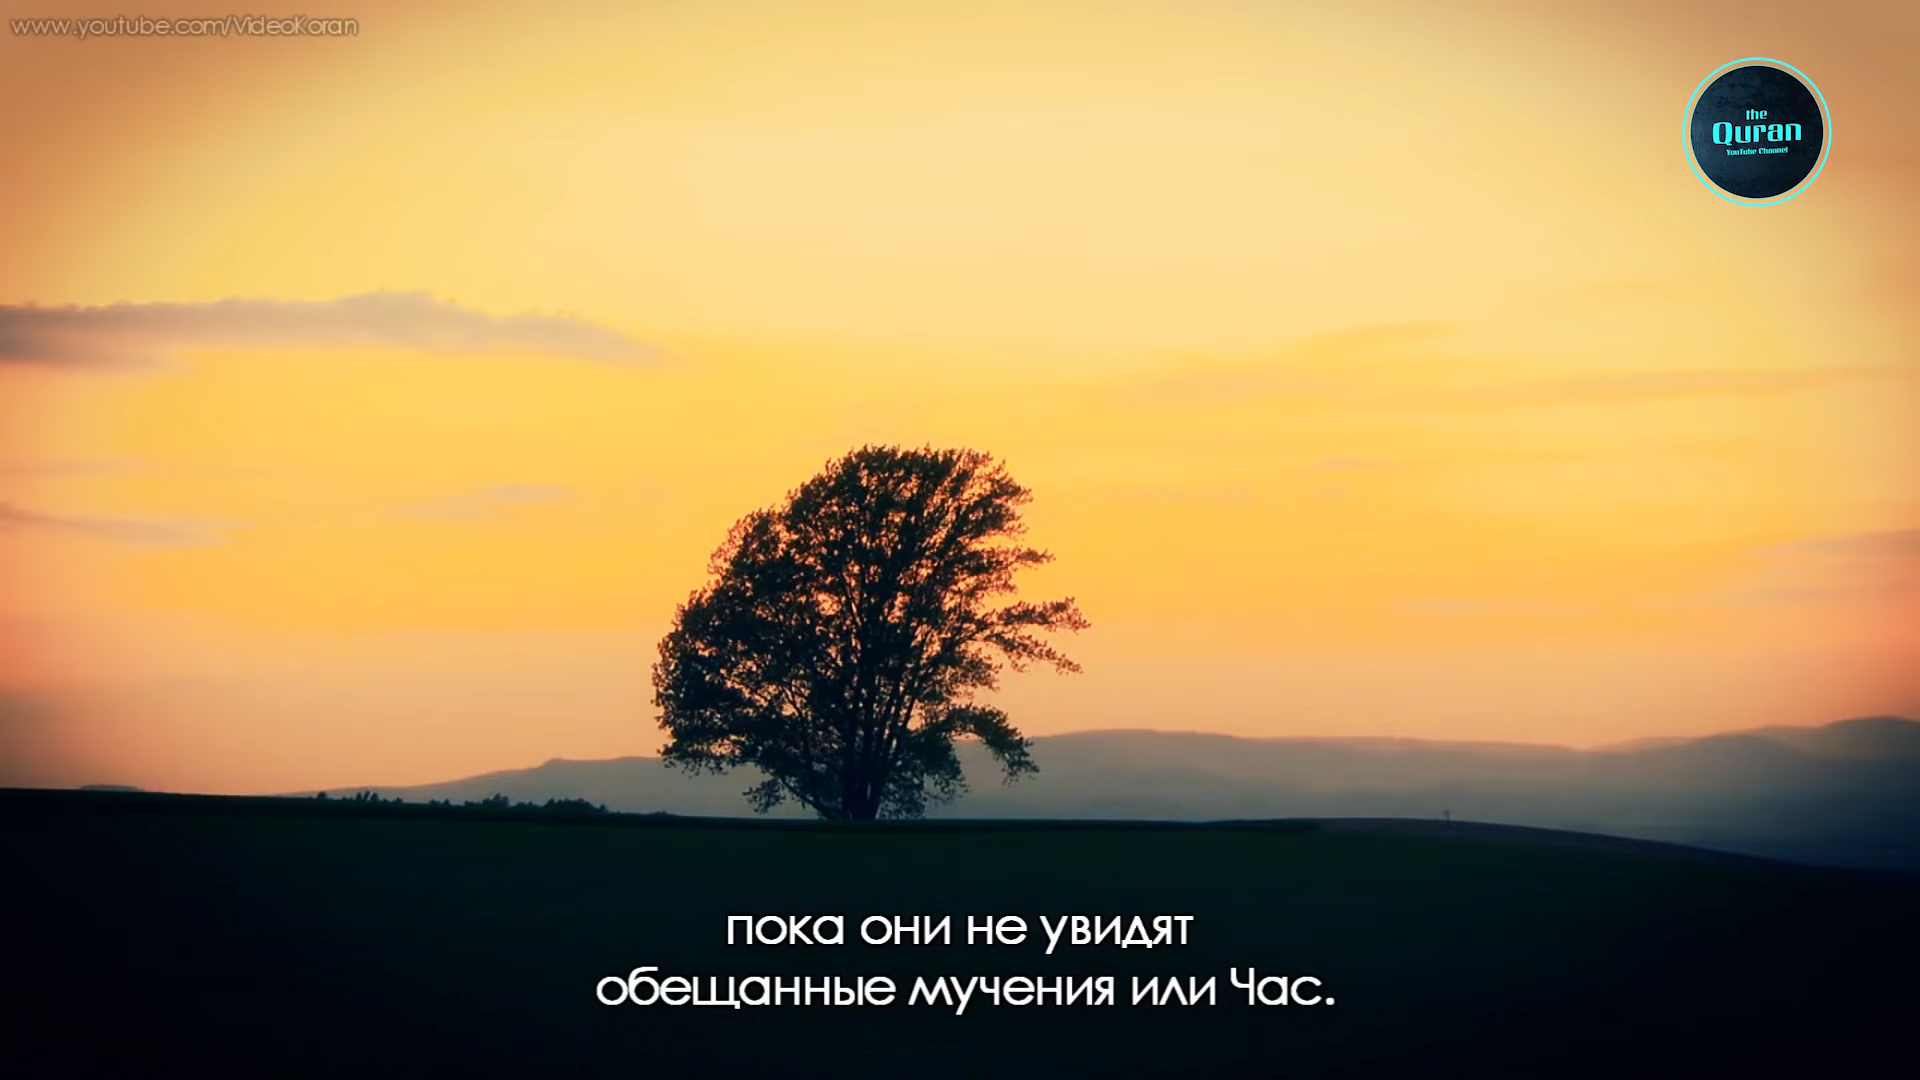 www.youtube.com/VideoKoran
the
Quran
YouTube Channel
пока они не увидят
обещанные мучения или Час.